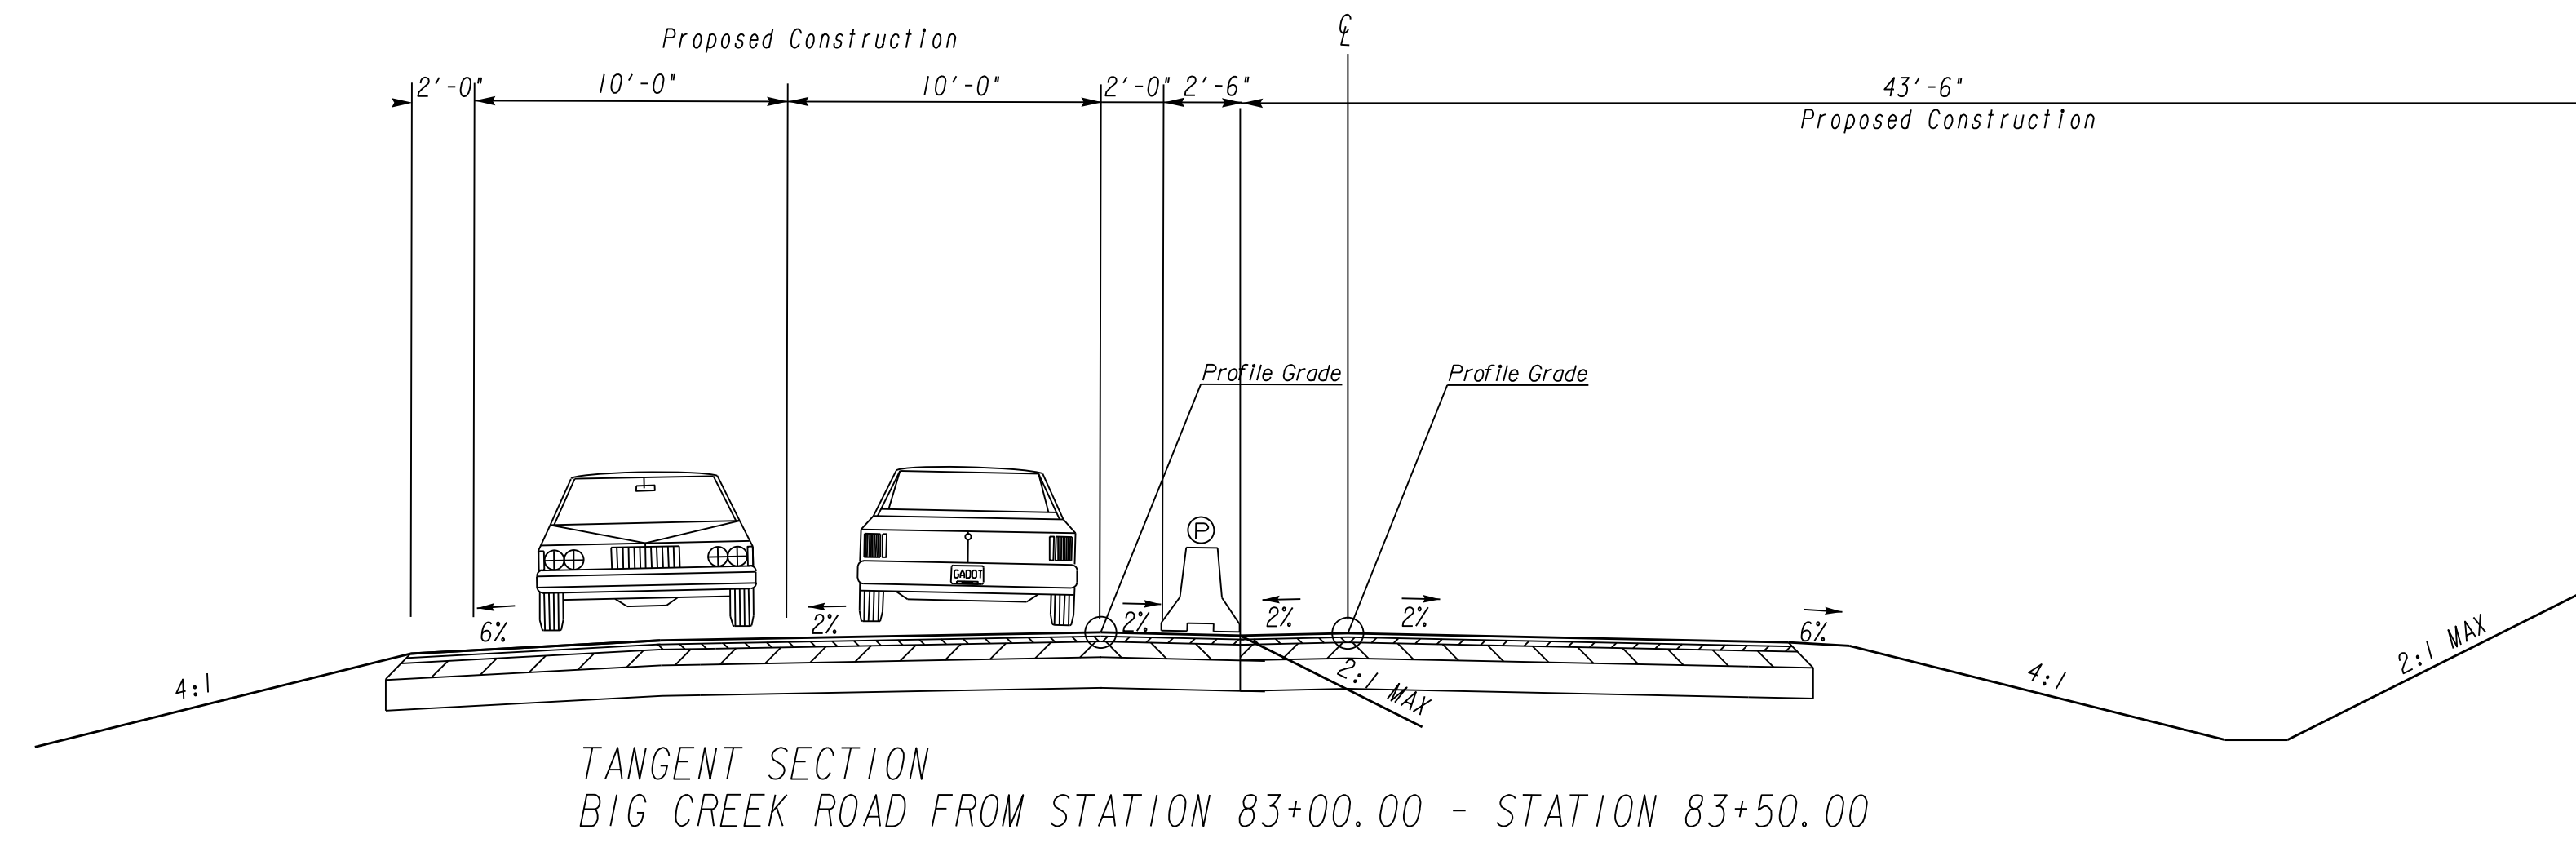 Proposed Construction
℄
2'-0" 10'-0" 10'-0" 2'-0" 2'-6" 43'-6"
Proposed Construction
Profile Grade Profile Grade
P
GADOT
6% 2% 2% 2% 2% 6%
4:1 2:1 MAX 4:1 2:1 MAX
TANGENT SECTION
BIG CREEK ROAD FROM STATION 83+00.00 - STATION 83+50.00